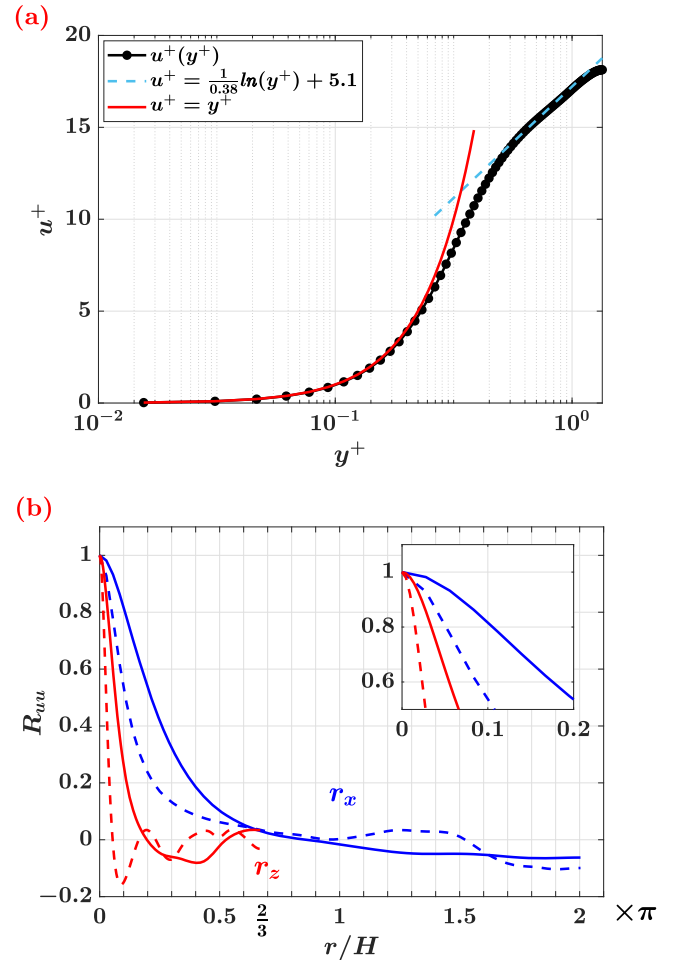 (a)
20
15
10
5
0
u⁺
u⁺(y⁺)
u⁺ = 1/0.38 ln(y⁺) + 5.1
u⁺ = y⁺
10⁻² 10⁻¹ 10⁰
y⁺
(b)
1
0.8
0.6
0.4
0.2
0
−0.2
R_uu
1
0.8
0.6
0 0.1 0.2
r_x
r_z
0 0.5 2/3 1 1.5 2 ×π
r/H